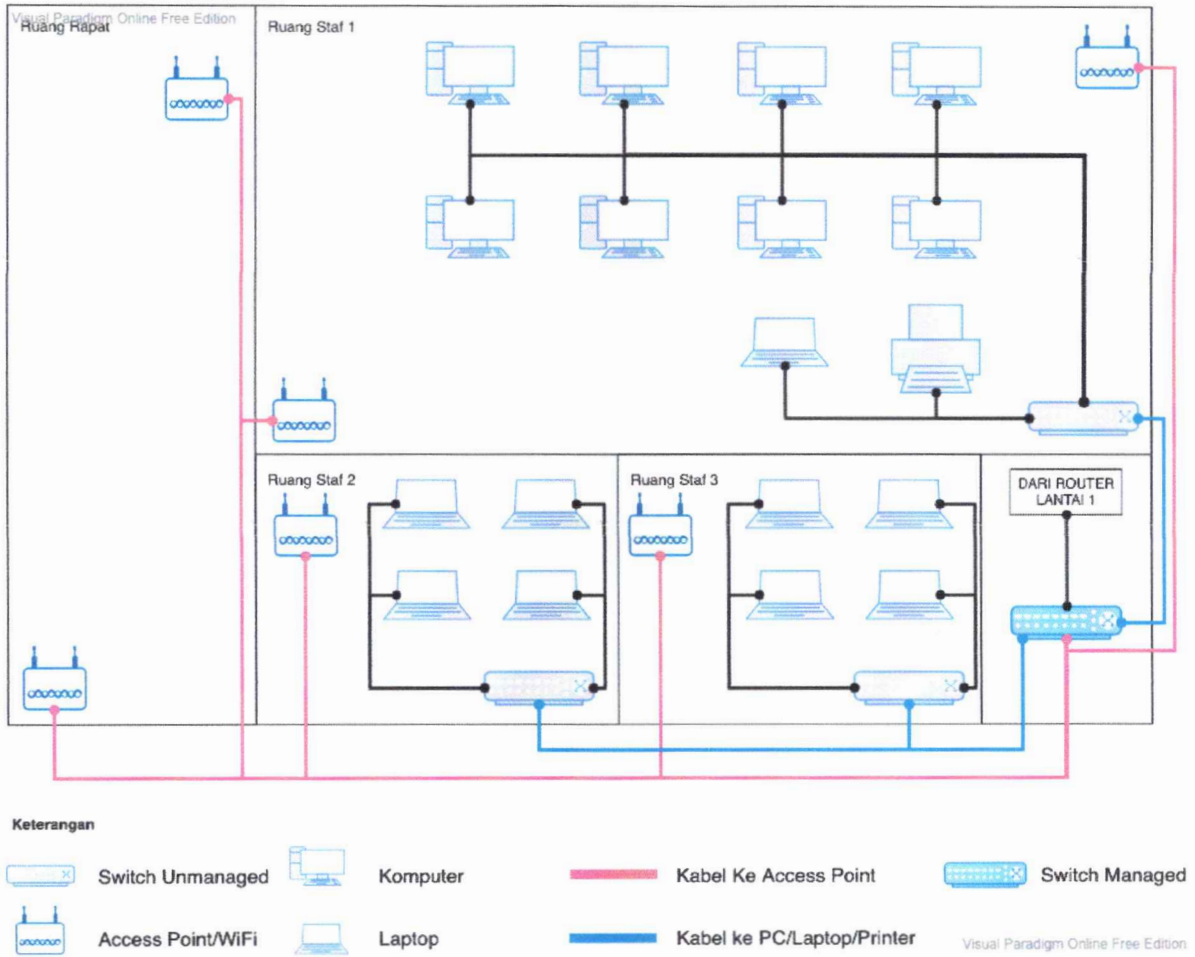 Visual Paradigm Online Free Edition
Ruang Rapat
Ruang Staf 1
Ruang Staf 2
Ruang Staf 3
DARI ROUTER
LANTAI 1
Keterangan
Switch Unmanaged
Komputer
Kabel Ke Access Point
Switch Managed
Access Point/WiFi
Laptop
Kabel ke PC/Laptop/Printer
Visual Paradigm Online Free Edition